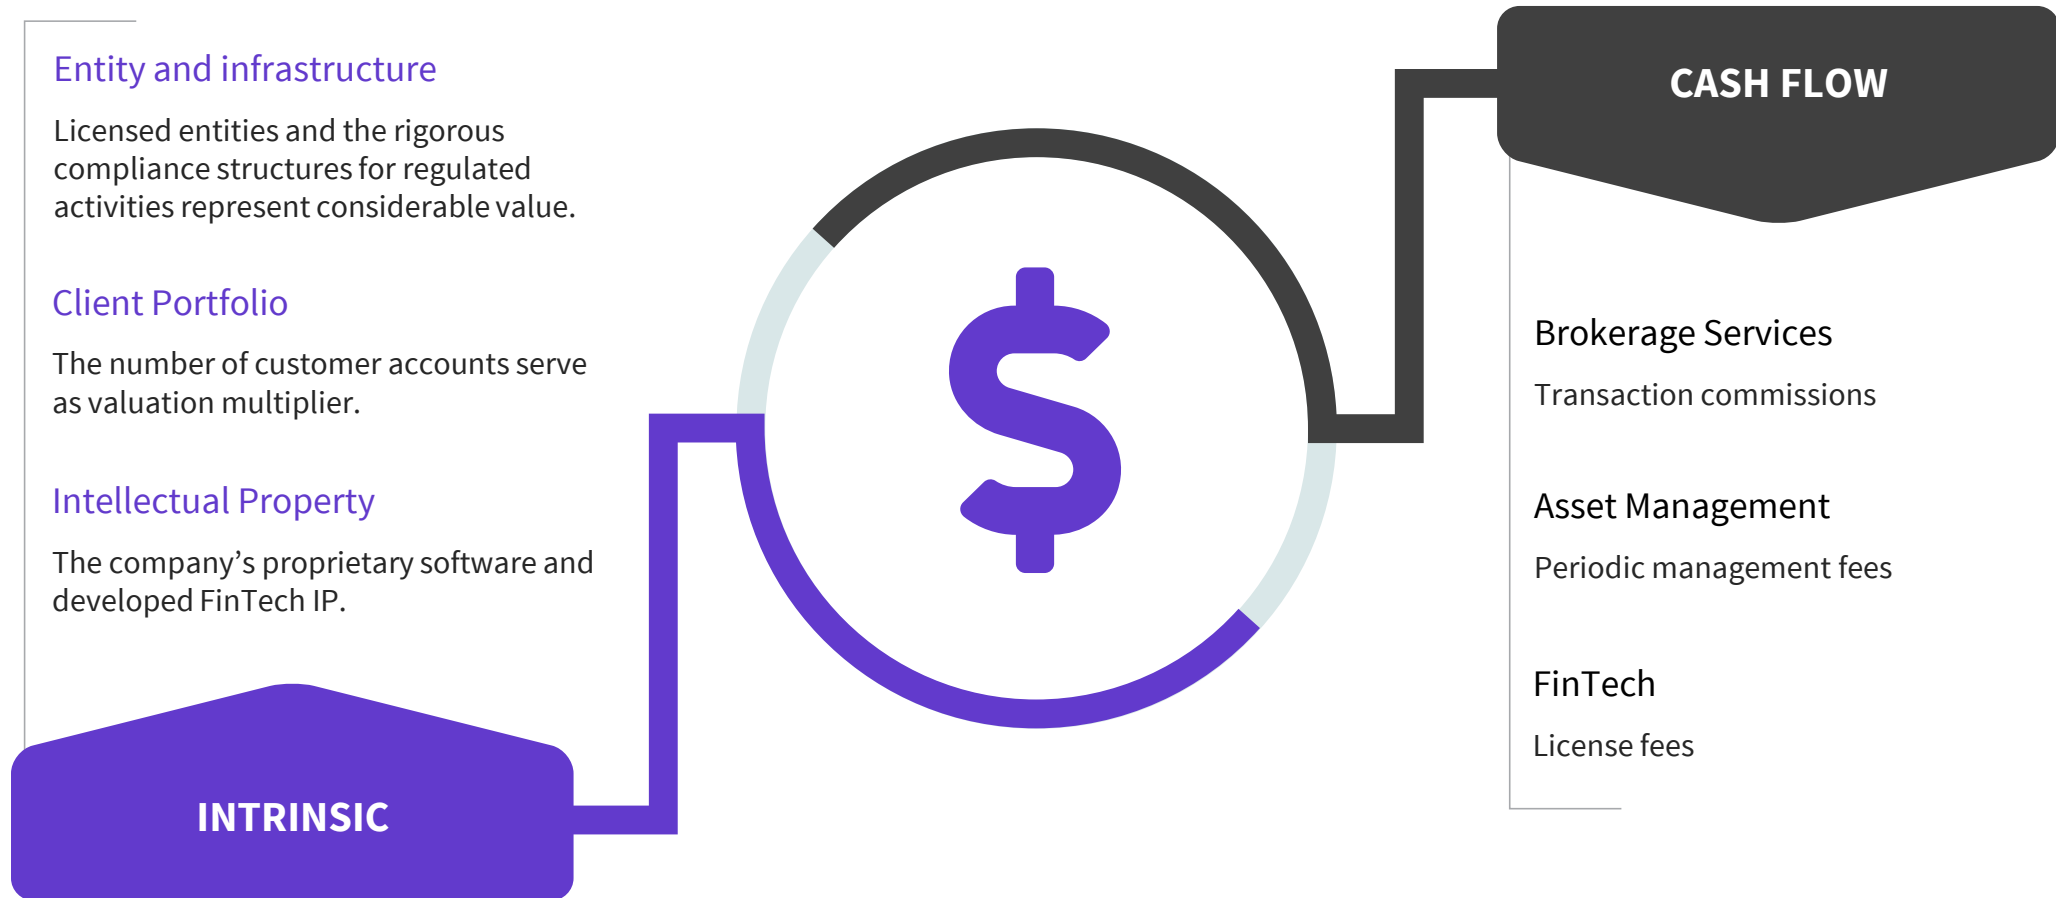 Entity and infrastructure
Licensed entities and the rigorous
compliance structures for regulated
activities represent considerable value.
Client Portfolio
The number of customer accounts serve
as valuation multiplier.
Intellectual Property
The company’s proprietary software and
developed FinTech IP.
INTRINSIC
$
CASH FLOW
Brokerage Services
Transaction commissions
Asset Management
Periodic management fees
FinTech
License fees